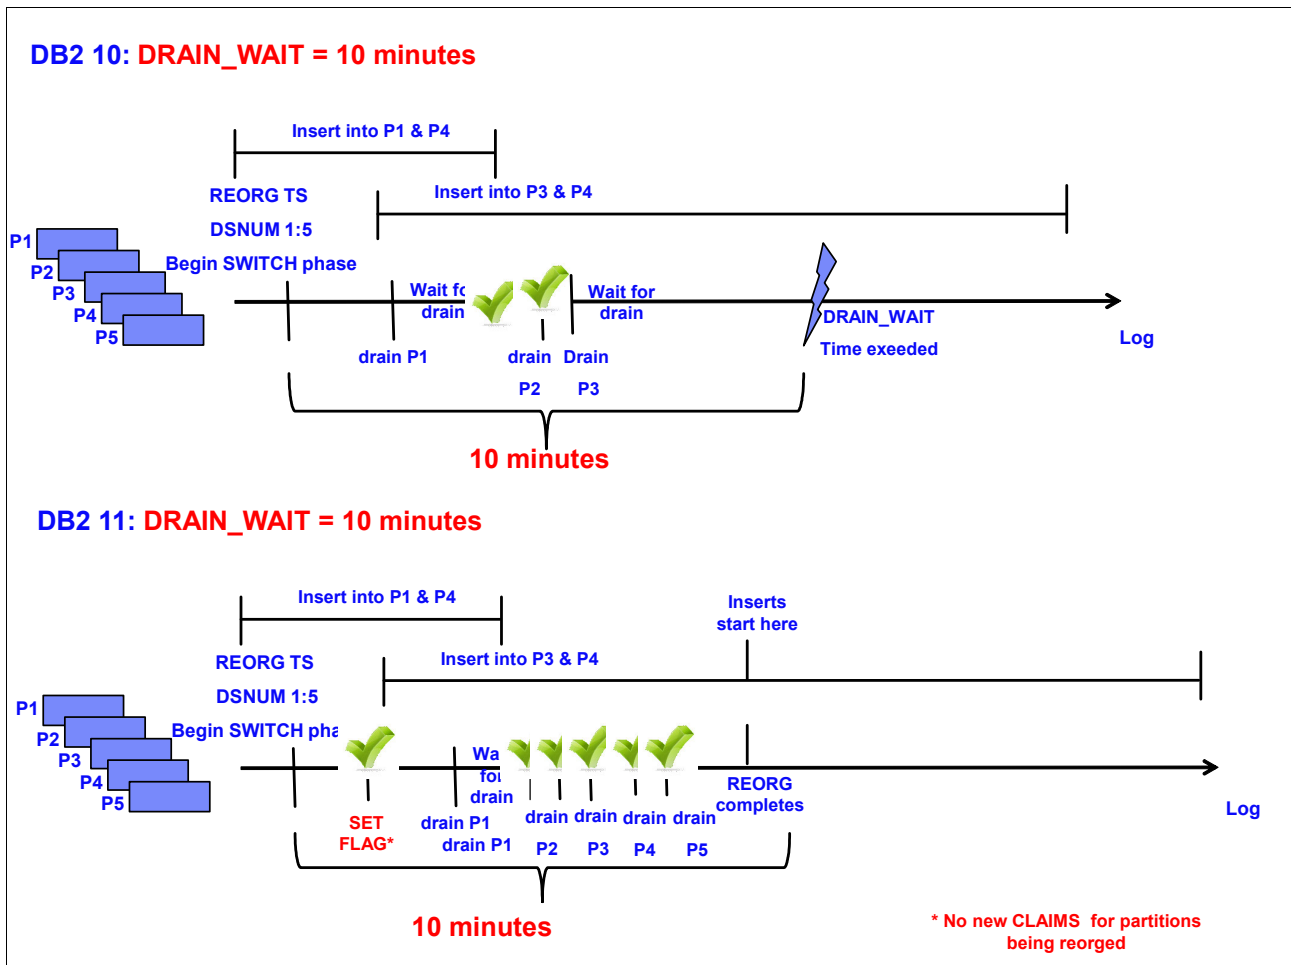 DB2 10: DRAIN_WAIT = 10 minutes
Insert into P1 & P4
Insert into P3 & P4
REORG TS
DSNUM 1:5
Begin SWITCH phase
P1
P2
P3
P4
P5
Wait
drain
Wait for
drain
drain P1
drain
P2
Drain
P3
DRAIN_WAIT
Time exeeded
Log
10 minutes
DB2 11: DRAIN_WAIT = 10 minutes
Insert into P1 & P4
Inserts
start here
Insert into P3 & P4
REORG TS
DSNUM 1:5
Begin SWITCH
P1
P2
P3
P4
P5
drain
SET
FLAG*
drain P1
drain P1
drain
P2
drain
P3
drain
P4
drain
P5
REORG
completes
Log
10 minutes
* No new CLAIMS for partitions
being reorged